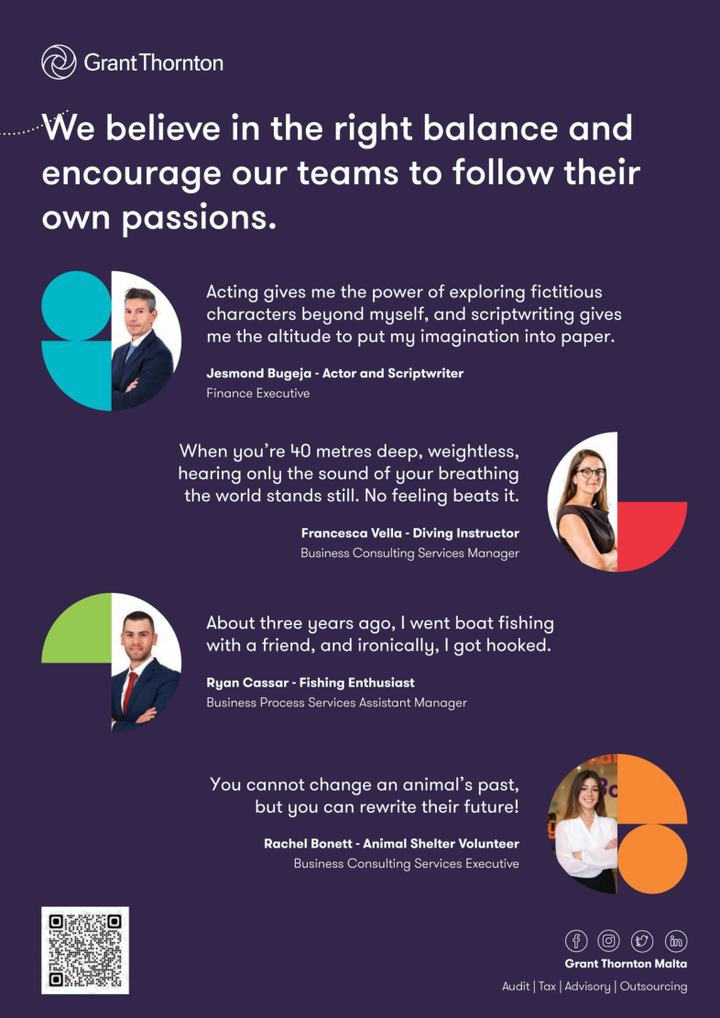 Grant Thornton
We believe in the right balance and
encourage our teams to follow their
own passions.
Acting gives me the power of exploring fictitious
characters beyond myself, and scriptwriting gives
me the altitude to put my imagination into paper.
Jesmond Bugeja - Actor and Scriptwriter
Finance Executive
When you're 40 metres deep, weightless,
hearing only the sound of your breathing
the world stands still. No feeling beats it.
Francesca Vella - Diving Instructor
Business Consulting Services Manager
About three years ago, I went boat fishing
with a friend, and ironically, I got hooked.
Ryan Cassar - Fishing Enthusiast
Business Process Services Assistant Manager
You cannot change an animal's past,
but you can rewrite their future!
Rachel Bonett - Animal Shelter Volunteer
Business Consulting Services Executive
Grant Thornton Malta
Audit | Tax | Advisory | Outsourcing